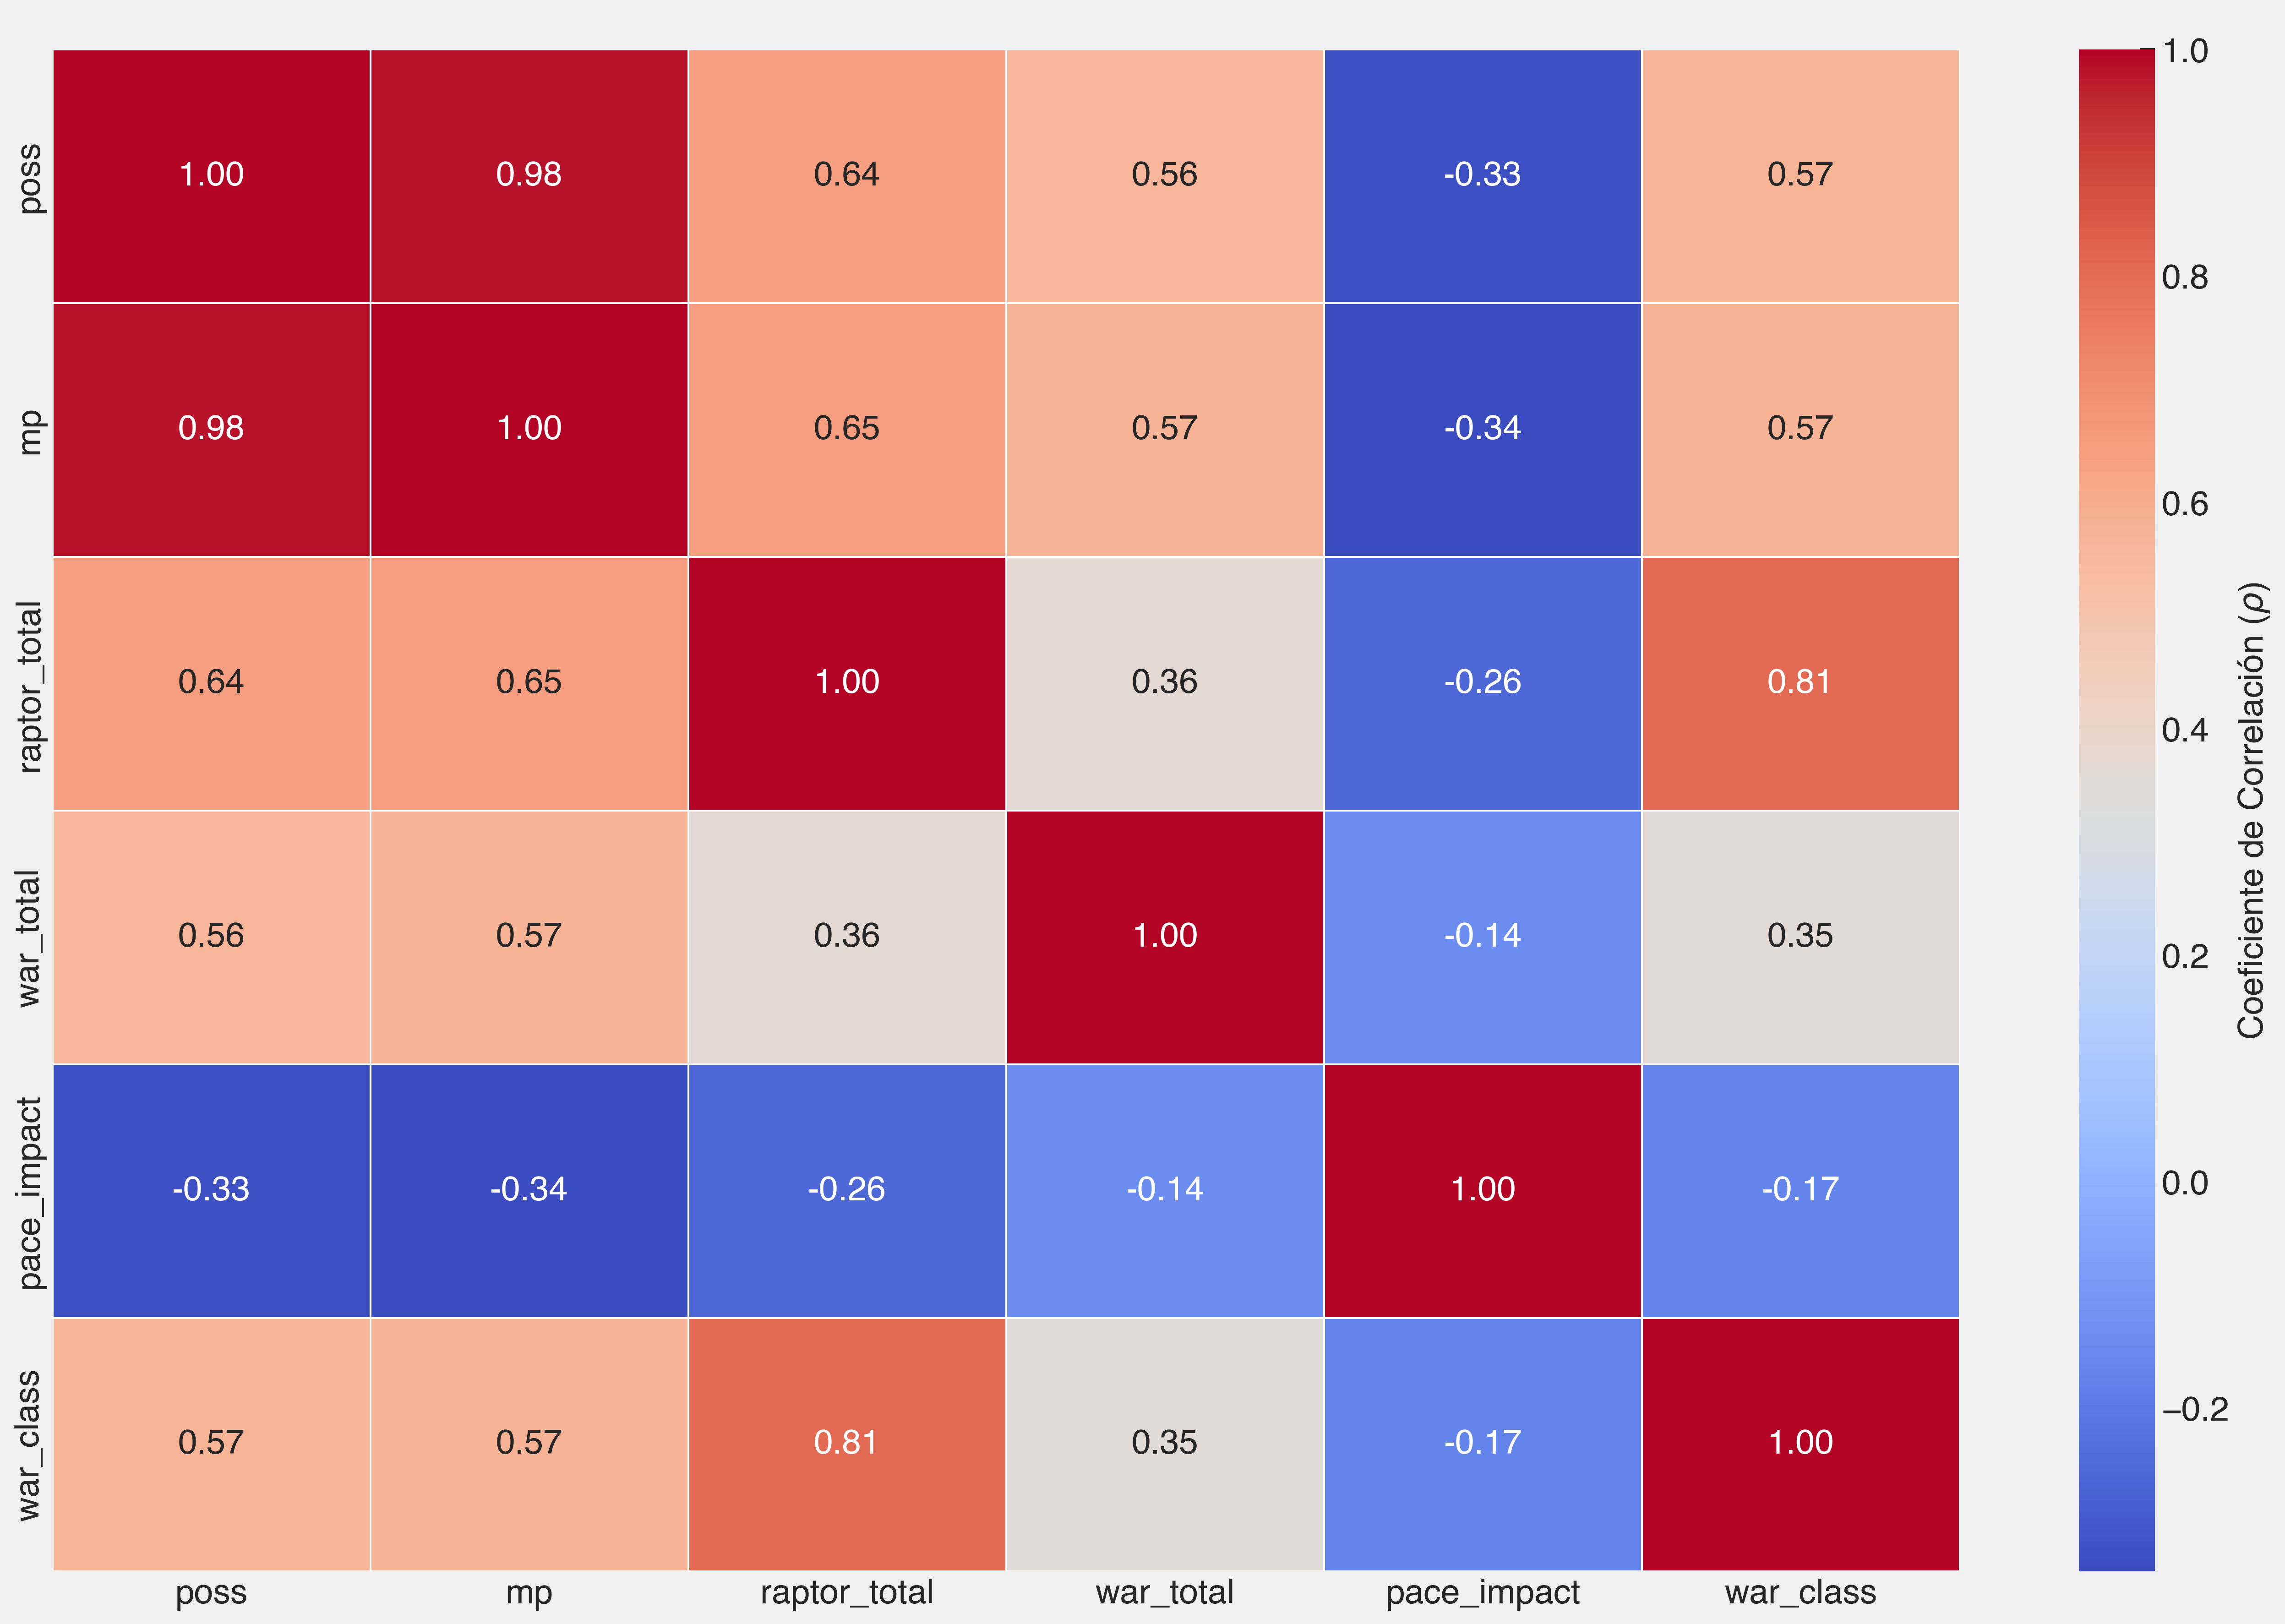 poss 1.00 0.98 0.64 0.56 -0.33 0.57
mp 0.98 1.00 0.65 0.57 -0.34 0.57
raptor_total 0.64 0.65 1.00 0.36 -0.26 0.81
war_total 0.56 0.57 0.36 1.00 -0.14 0.35
pace_impact -0.33 -0.34 -0.26 -0.14 1.00 -0.17
war_class 0.57 0.57 0.81 0.35 -0.17 1.00
poss mp raptor_total war_total pace_impact war_class
1.0
0.8
0.6
0.4
0.2
0.0
−0.2
Coeficiente de Correlación (ρ)